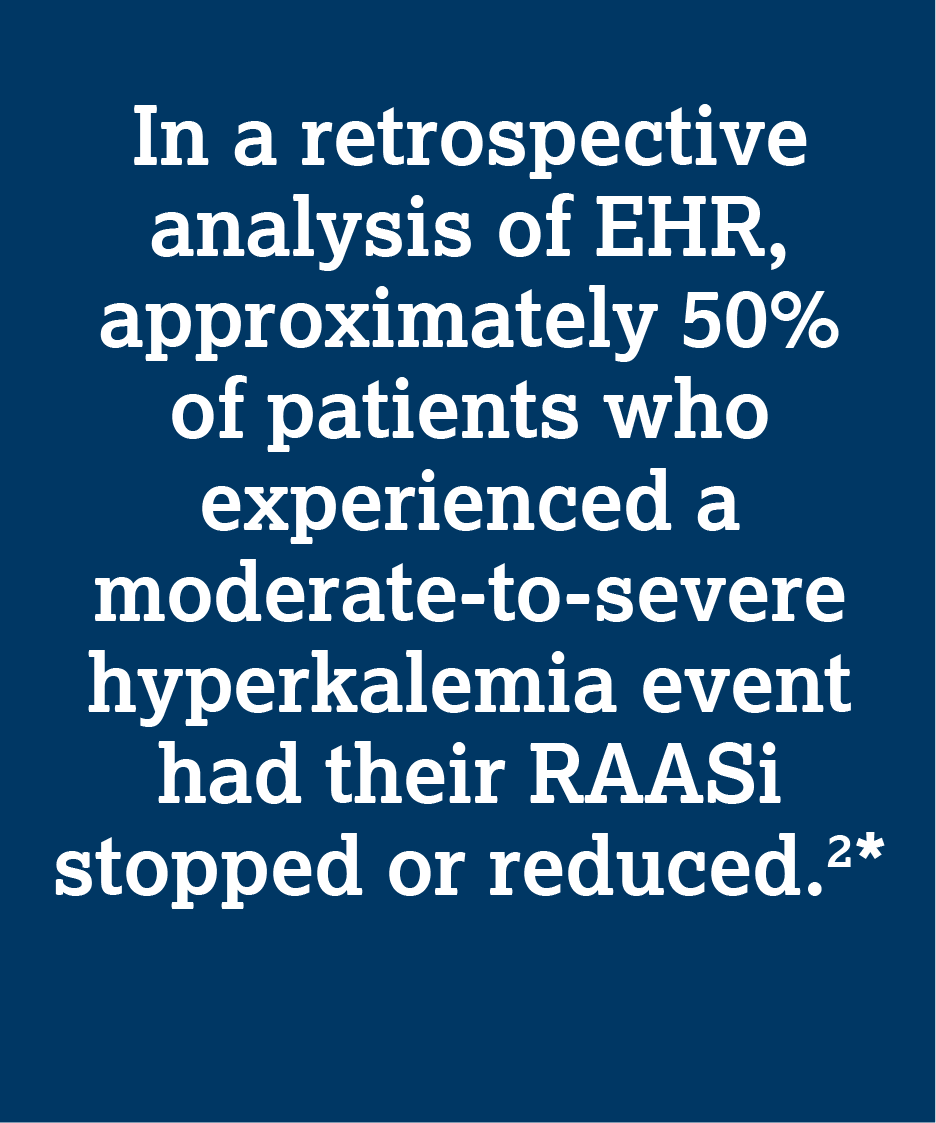 In a retrospective
analysis of EHR,
approximately 50%
of patients who
experienced a
moderate-to-severe
hyperkalemia event
had their RAASi
stopped or reduced.²*